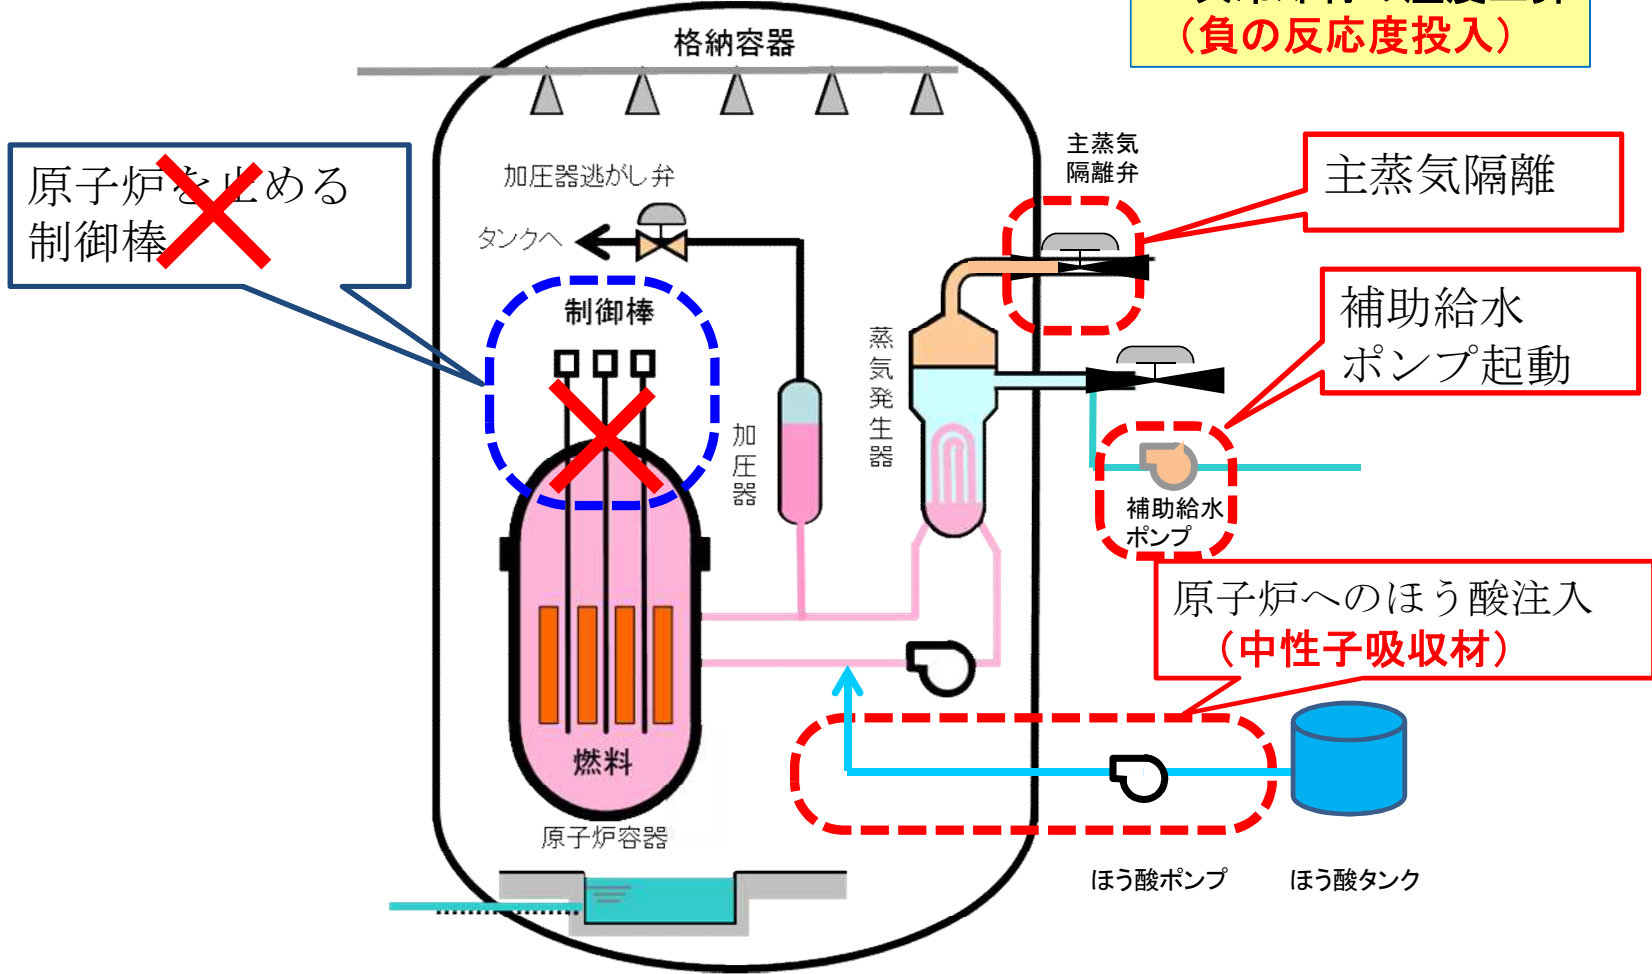 （負の反応度投入）
格納容器
主蒸気
隔離弁
主蒸気隔離
原子炉を止める
制御棒
加圧器逃がし弁
タンクへ
制御棒
補助給水
ポンプ起動
蒸気発生器
加圧器
補助給水
ポンプ
原子炉へのほう酸注入
（中性子吸収材）
燃料
原子炉容器
ほう酸ポンプ
ほう酸タンク